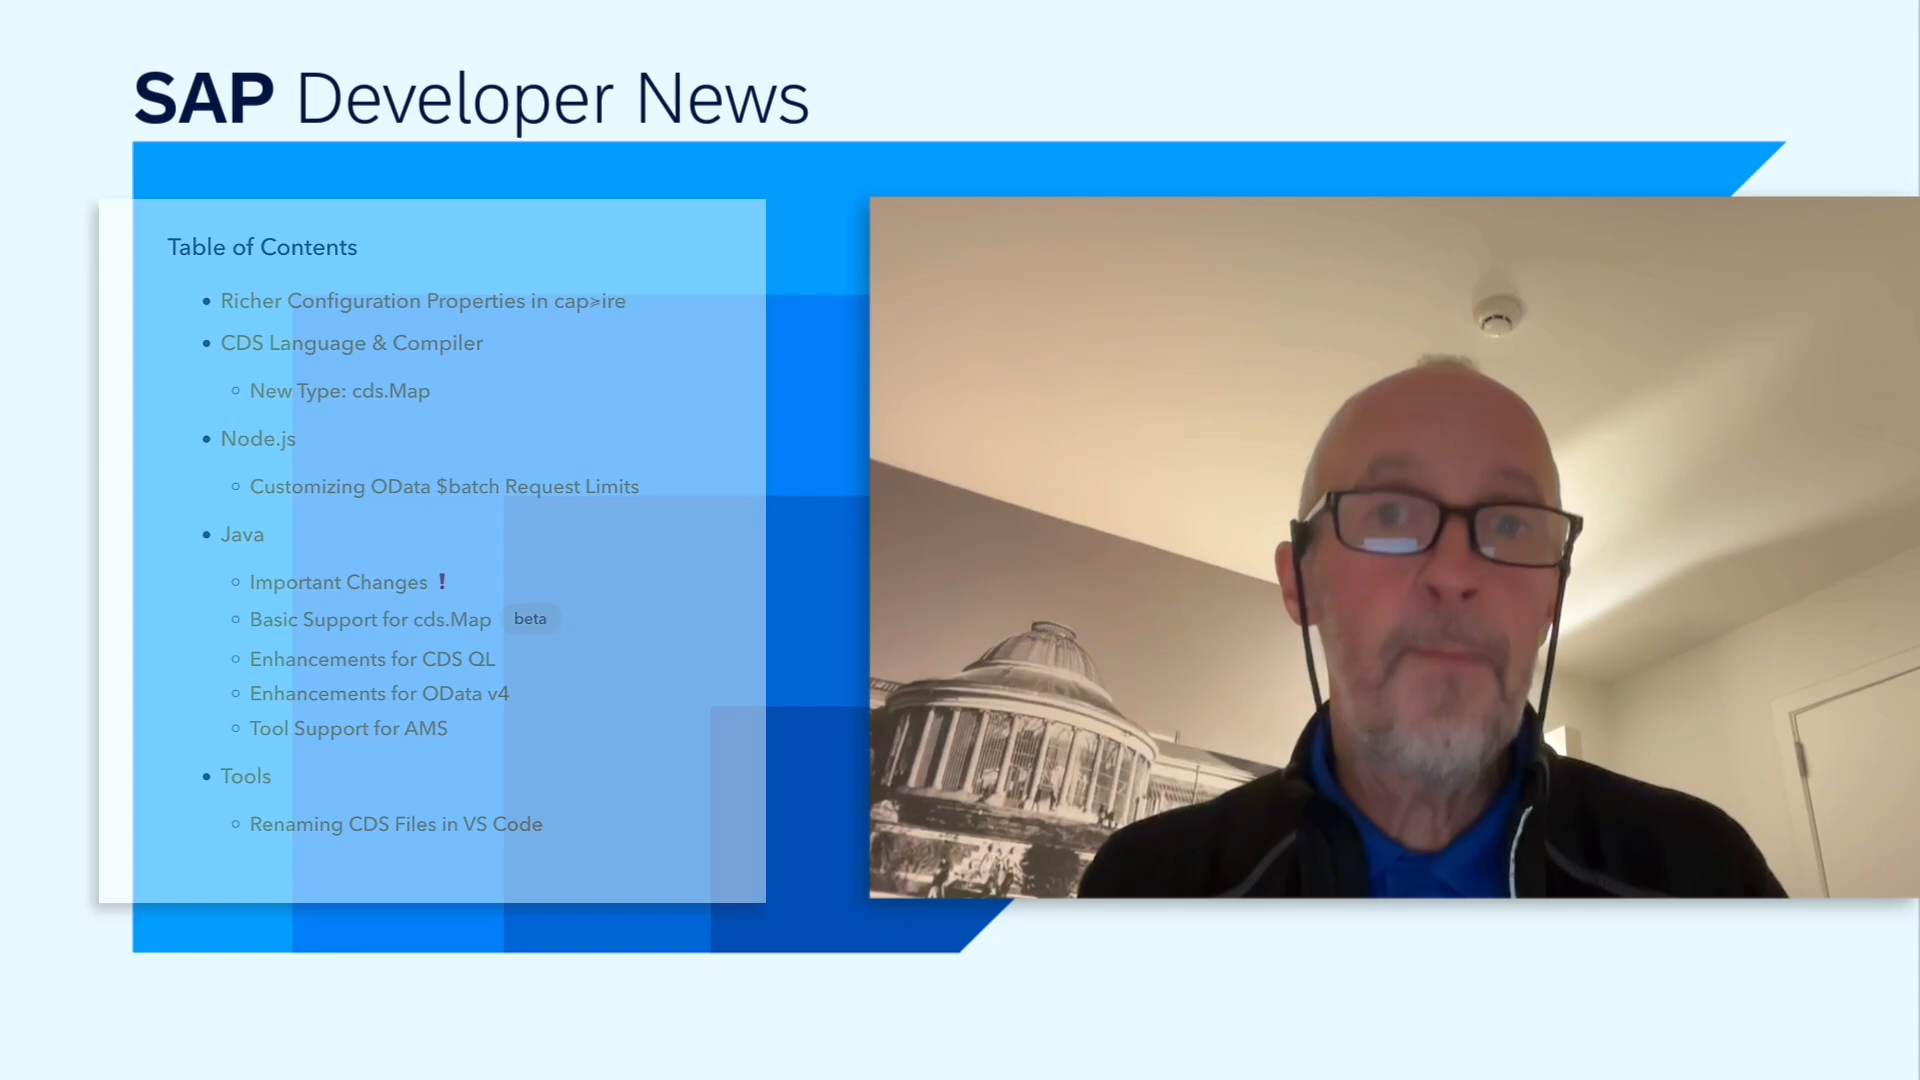 SAP Developer News
Table of Contents
Richer Configuration Properties in cap>ire
CDS Language & Compiler
New Type: cds.Map
Node.js
Customizing OData $batch Request Limits
Java
Important Changes !
Basic Support for cds.Map beta
Enhancements for CDS QL
Enhancements for OData v4
Tool Support for AMS
Tools
Renaming CDS Files in VS Code